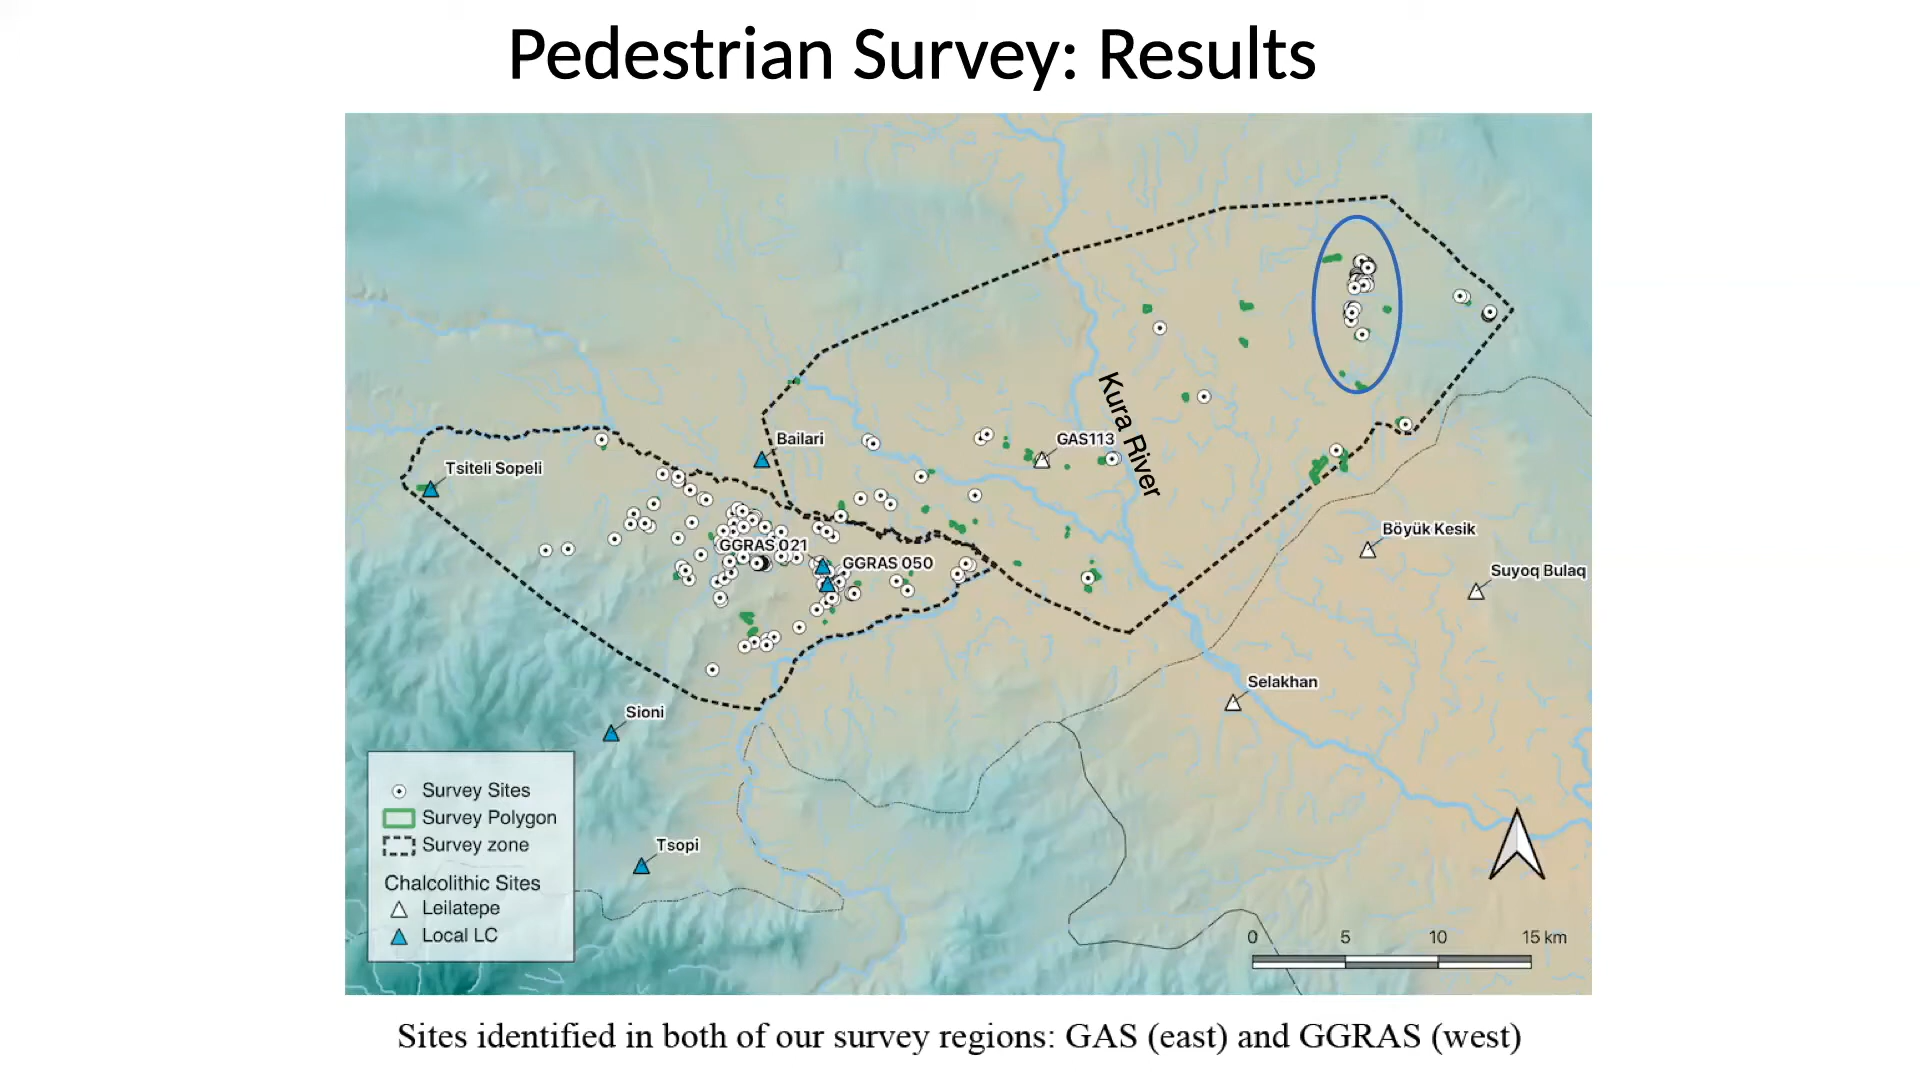 Pedestrian Survey: Results
Kura River
Bailari
GAS113
Tsiteli Sopeli
Böyük Kesik
GGRAS 021
GGRAS 050
Suyoq Bulaq
Selakhan
Sioni
Tsopi
Survey Sites
Survey Polygon
Survey zone
Chalcolithic Sites
Leilatepe
Local LC
0 5 10 15 km
Sites identified in both of our survey regions: GAS (east) and GGRAS (west)